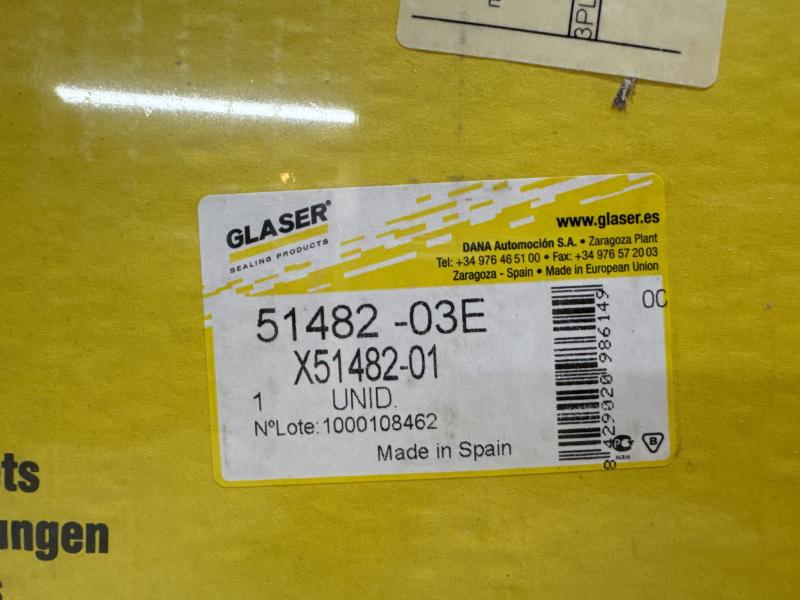 3PL
GLASER®
SEALING PRODUCTS
www.glaser.es
DANA Automoción S.A. • Zaragoza Plant
Tel: +34 976 46 51 00 • Fax: +34 976 57 20 03
Zaragoza - Spain • Made in European Union
51482 -03E
X51482-01
1 UNID.
NºLote:1000108462
Made in Spain
8 429020 986149
OC
B
ts
ungen